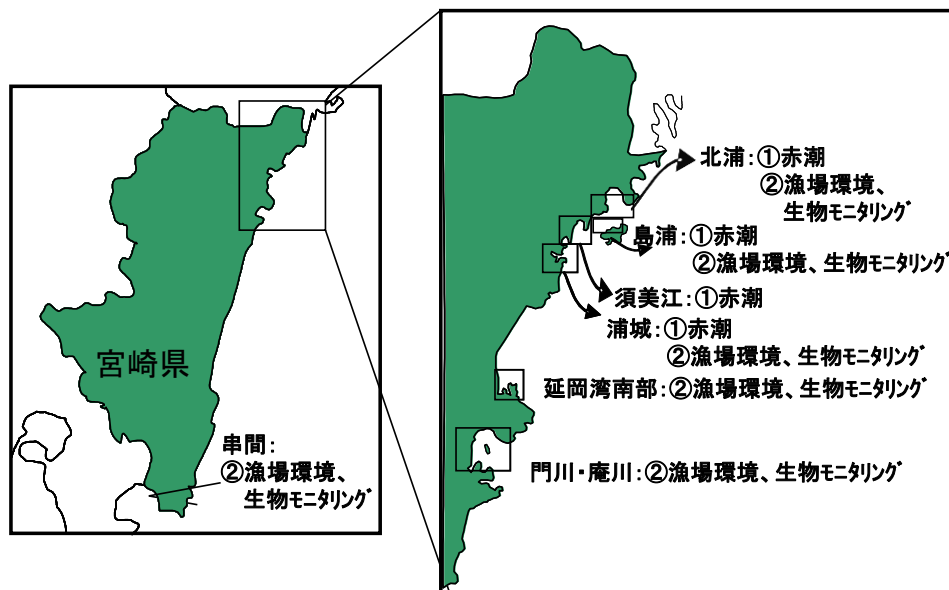 宮崎県
串間:
②漁場環境、
生物モニタリング
北浦:①赤潮
②漁場環境、
生物モニタリング
島浦:①赤潮
②漁場環境、生物モニタリング
須美江:①赤潮
浦城:①赤潮
②漁場環境、生物モニタリング
延岡湾南部:②漁場環境、生物モニタリング
門川・庵川:②漁場環境、生物モニタリング